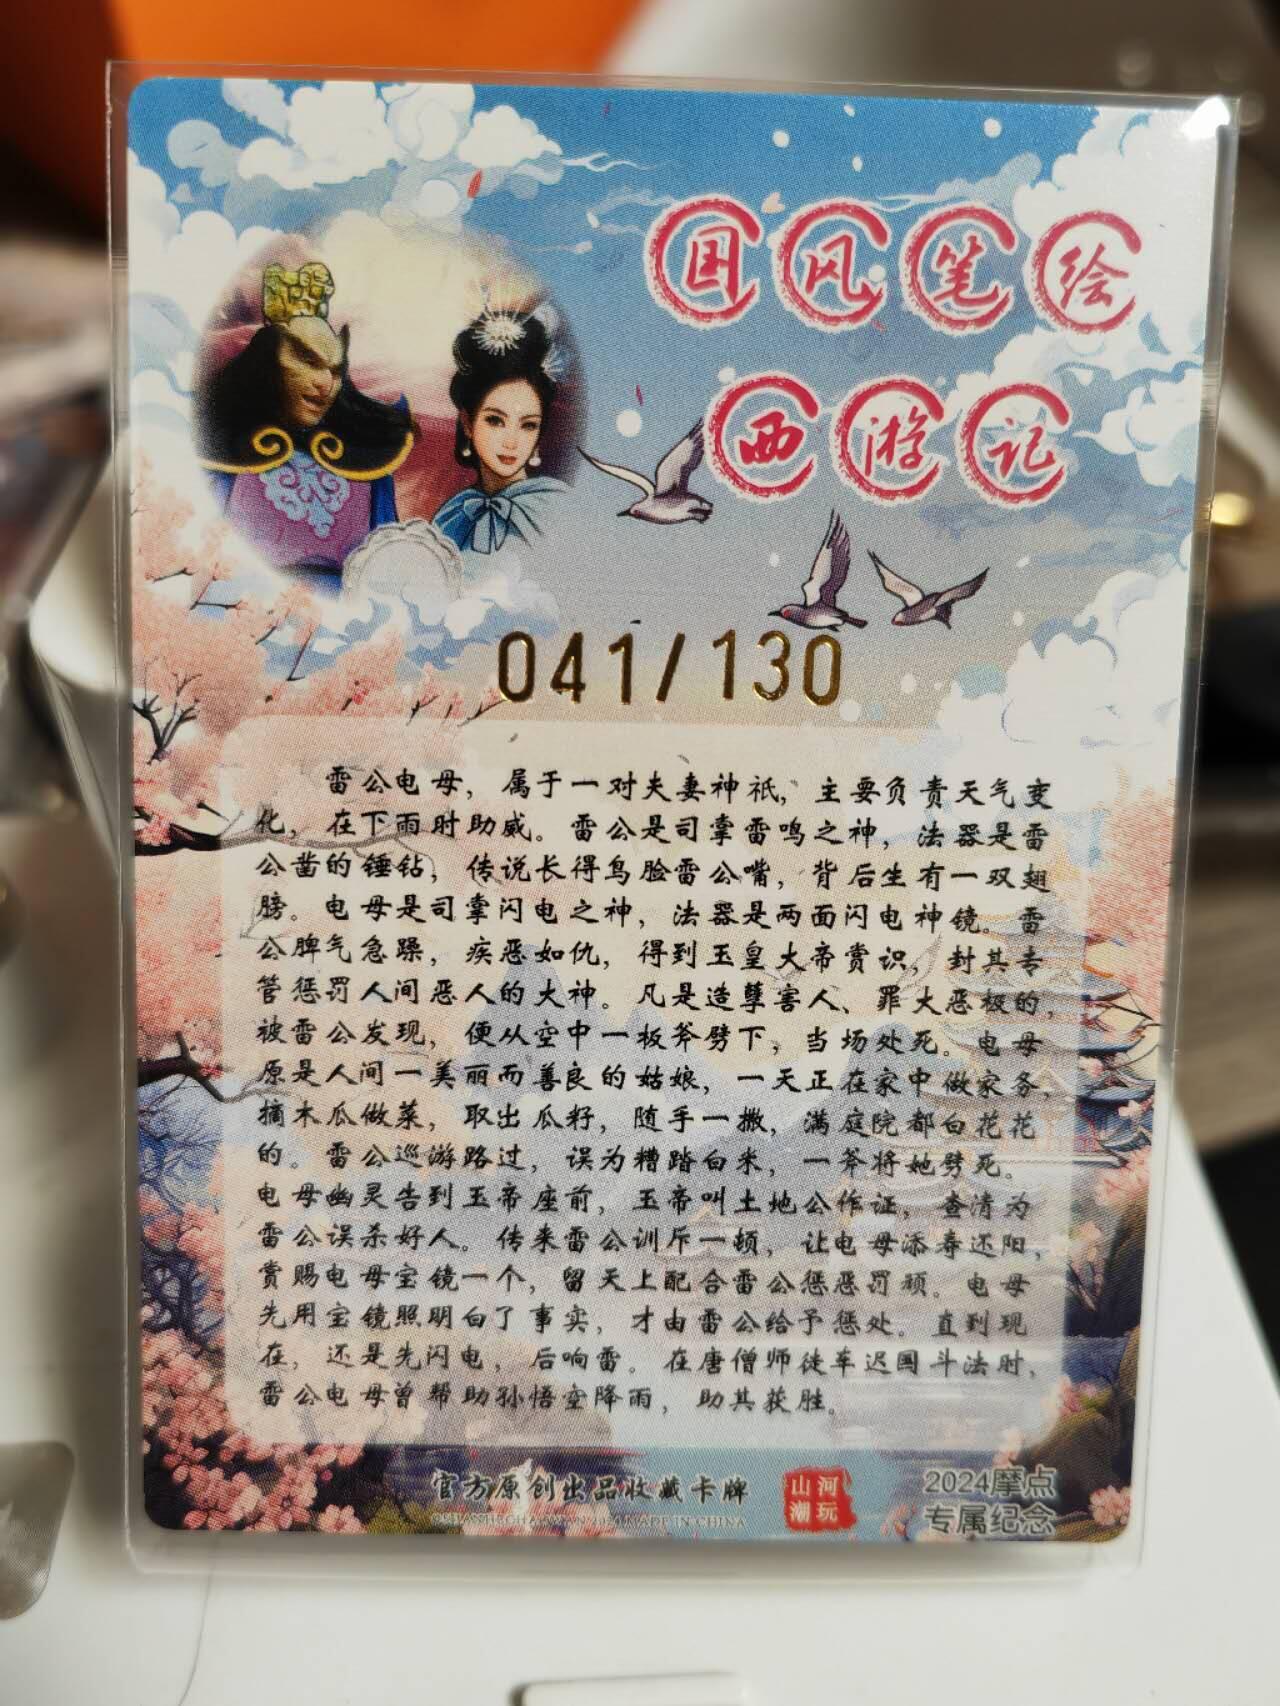 国风笔绘
西游记
041/130
雷公电母，属于一对夫妻神祇，主要负责天气变
化，在下雨时助威。雷公是司掌雷鸣之神，法器是雷
公凿的锤钻，传说长得鸟脸雷公嘴，背后生有一双翅
膀。电母是司掌闪电之神，法器是两面闪电神镜。雷
公脾气急躁，疾恶如仇，得到玉皇大帝赏识，封其专
管惩罚人间恶人的大神。凡是造孽害人、罪大恶极的，
被雷公发现，便从空中一板斧劈下，当场处死。电母
原是人间一美丽而善良的姑娘，一天正在家中做家务，
摘木瓜做菜，取出瓜籽，随手一撒，满庭院都白花花
的。雷公巡游路过，误为糟踏白米，一斧将她劈死。
电母幽灵告到玉帝座前，玉帝叫土地公作证，查清为
雷公误杀好人。传来雷公训斥一顿，让电母添寿还阳，
赏赐电母宝镜一个，留天上配合雷公惩恶罚顽。电母
先用宝镜照明白了事实，才由雷公给予惩处。直到现
在，还是先闪电，后响雷。在唐僧师徒车迟国斗法时，
雷公电母曾帮助孙悟空降雨，助其获胜。
官方原创出品收藏卡牌
2024 MADE IN CHINA
山河
潮玩
2024摩点
专属纪念